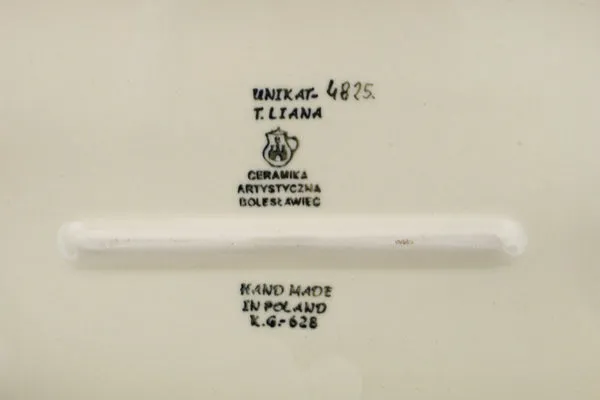 UNIKAT- 4825.
T. LIANA
CERAMIKA
ARTYSTYCZNA
BOLESŁAWIEC
HAND MADE
IN POLAND
K.G.-628